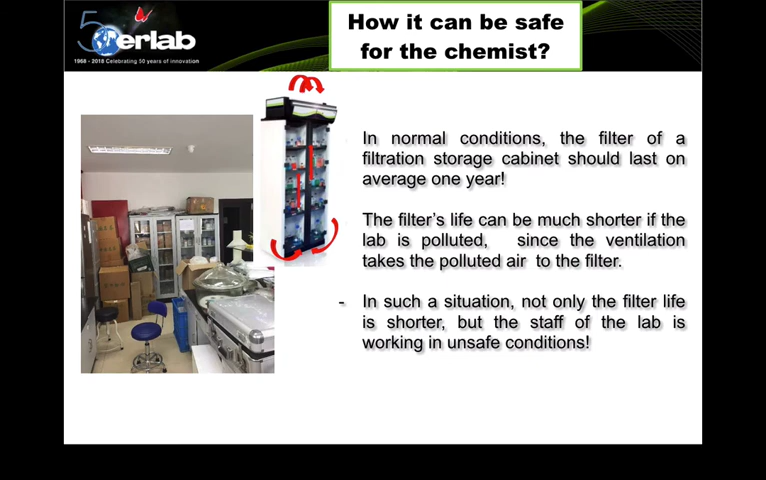 How it can be safe
for the chemist?
50
erlab
1968 - 2018 Celebrating 50 years of innovation
In normal conditions, the filter of a
filtration storage cabinet should last on
average one year!
The filter's life can be much shorter if the
lab is polluted, since the ventilation
takes the polluted air to the filter.
- In such a situation, not only the filter life
is shorter, but the staff of the lab is
working in unsafe conditions!